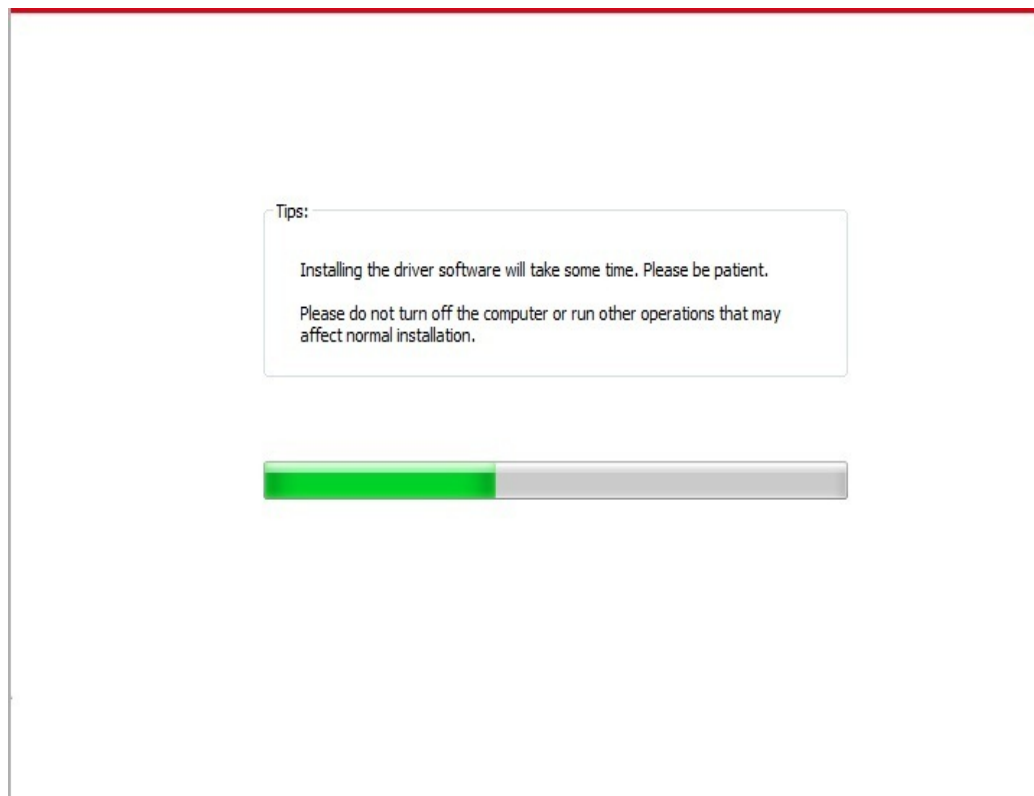 Tips:
Installing the driver software will take some time. Please be patient.
Please do not turn off the computer or run other operations that may
affect normal installation.